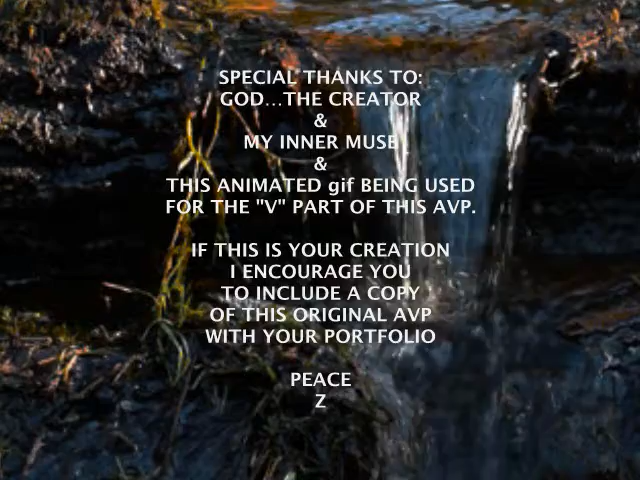 SPECIAL THANKS TO:
GOD...THE CREATOR
&
MY INNER MUSE
&
THIS ANIMATED gif BEING USED
FOR THE "V" PART OF THIS AVP.
IF THIS IS YOUR CREATION
I ENCOURAGE YOU
TO INCLUDE A COPY
OF THIS ORIGINAL AVP
WITH YOUR PORTFOLIO
PEACE
Z